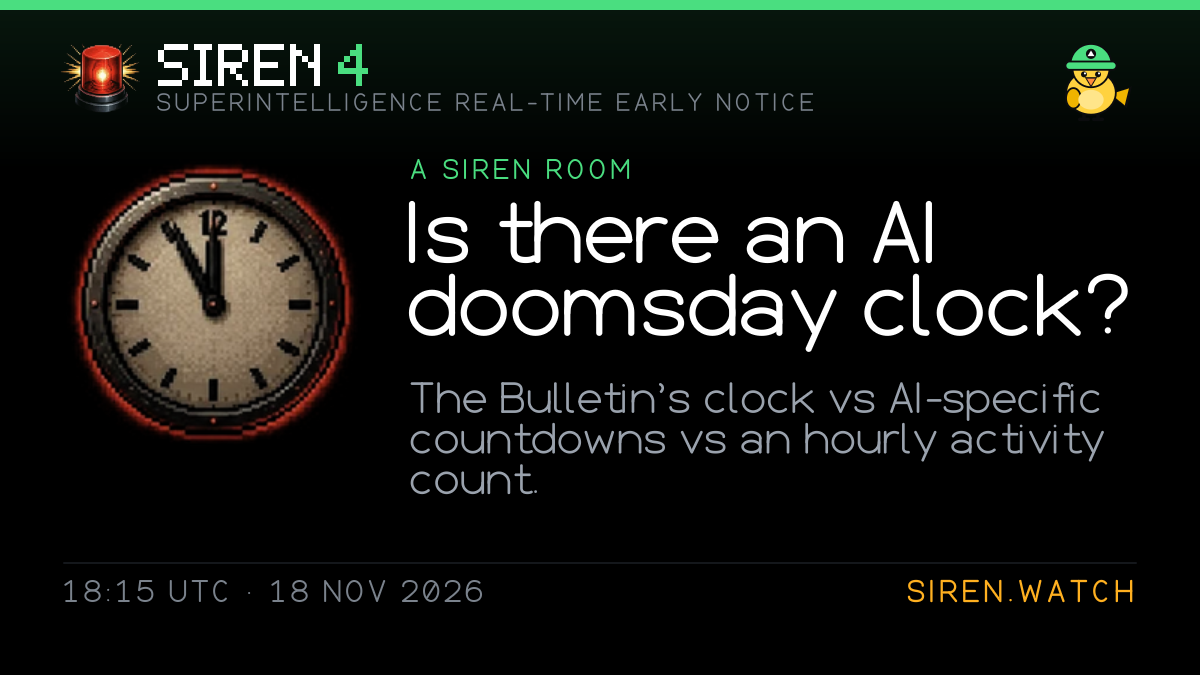 SIREN 4
SUPERINTELLIGENCE REAL-TIME EARLY NOTICE
12
A SIREN ROOM
Is there an AI
doomsday clock?
The Bulletin’s clock vs AI-specific
countdowns vs an hourly activity
count.
18:15 UTC · 18 NOV 2026
SIREN.WATCH